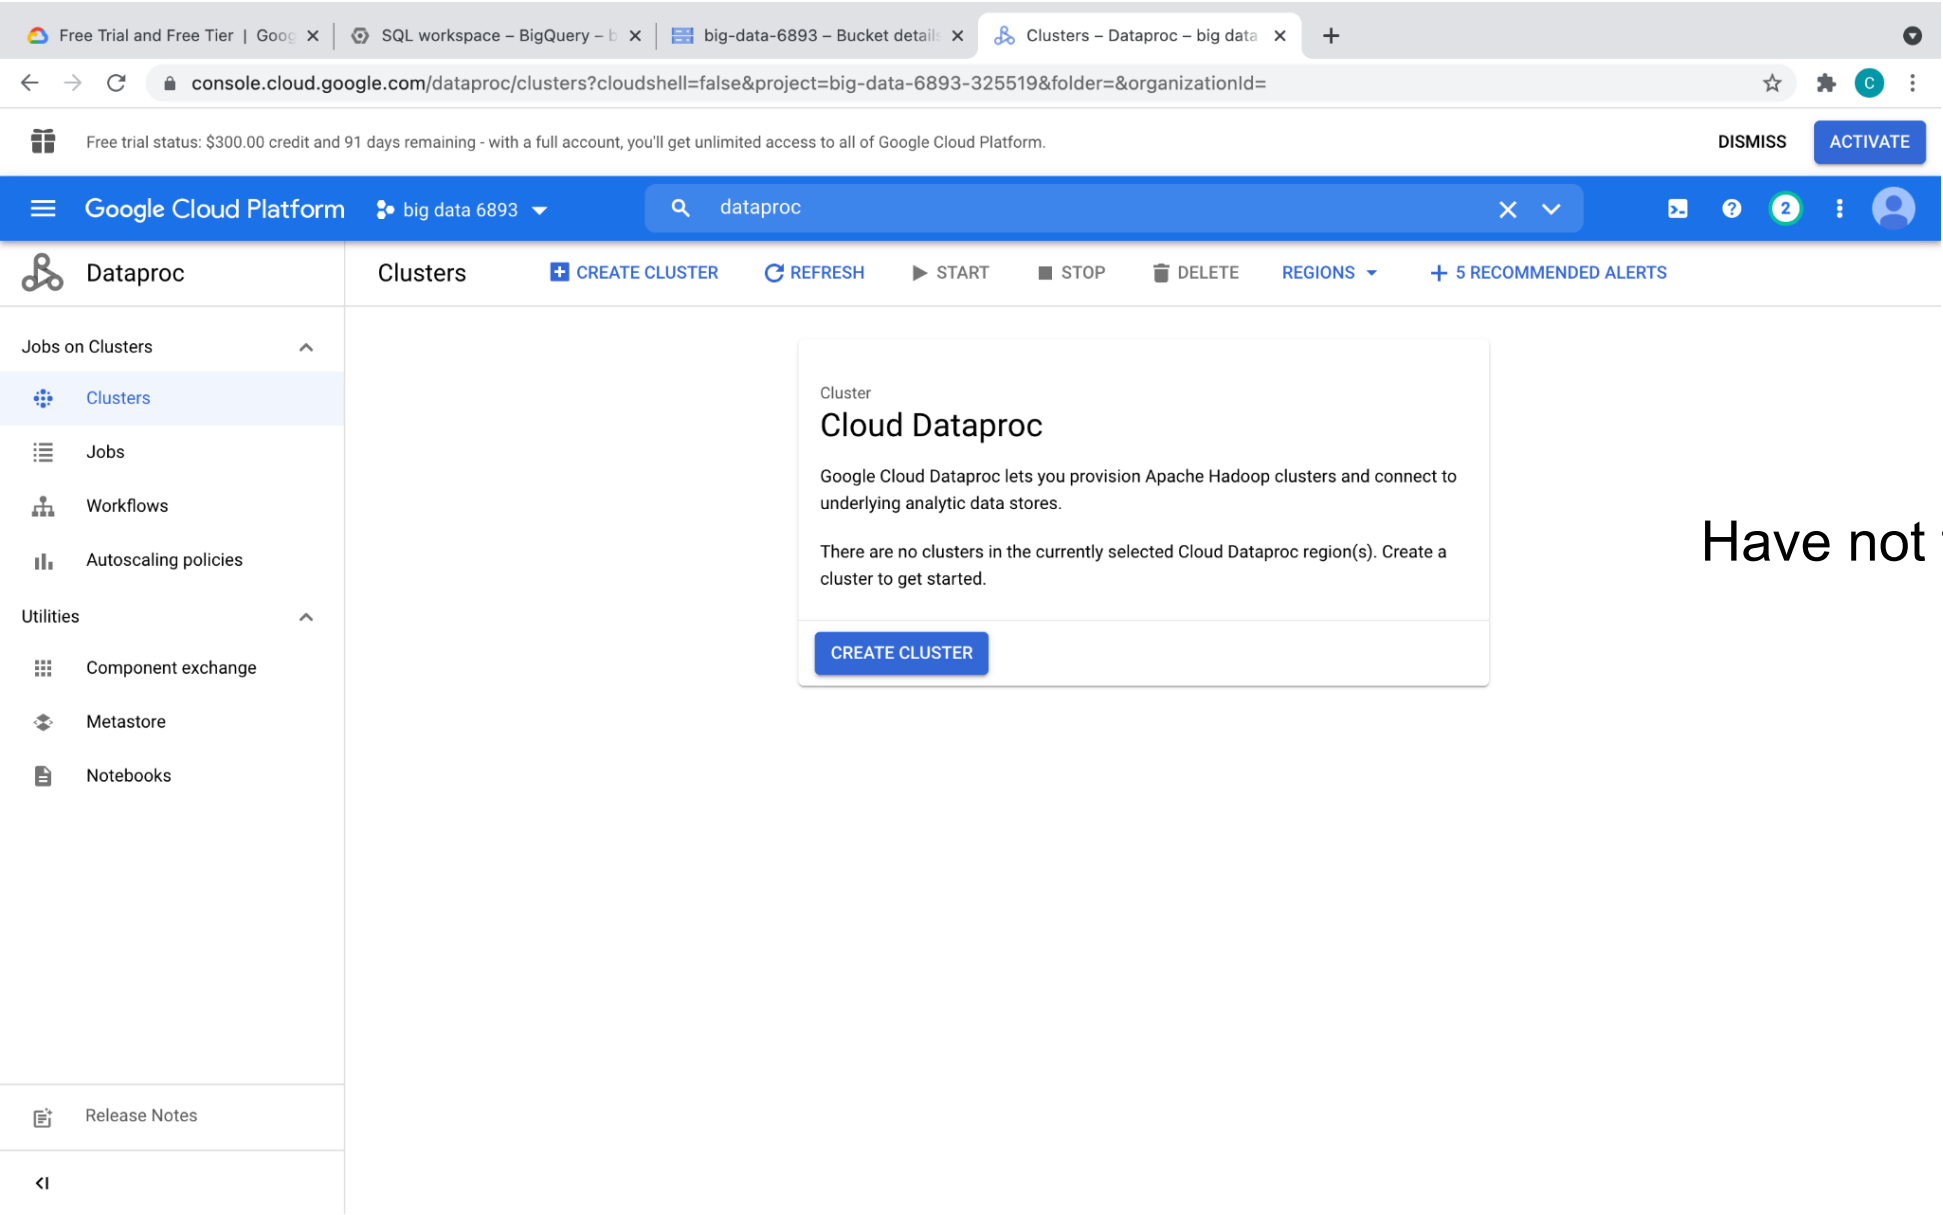 Free Trial and Free Tier | Goog
SQL workspace – BigQuery – b
big-data-6893 – Bucket details
Clusters – Dataproc – big data
console.cloud.google.com/dataproc/clusters?cloudshell=false&project=big-data-6893-325519&folder=&organizationId=
C
Free trial status: $300.00 credit and 91 days remaining - with a full account, you'll get unlimited access to all of Google Cloud Platform.
DISMISS
ACTIVATE
Google Cloud Platform
big data 6893
dataproc
2
Dataproc
Clusters
CREATE CLUSTER
REFRESH
START
STOP
DELETE
REGIONS
5 RECOMMENDED ALERTS
Jobs on Clusters
Clusters
Jobs
Workflows
Autoscaling policies
Utilities
Component exchange
Metastore
Notebooks
Release Notes
Cluster
Cloud Dataproc
Google Cloud Dataproc lets you provision Apache Hadoop clusters and connect to
underlying analytic data stores.
There are no clusters in the currently selected Cloud Dataproc region(s). Create a
cluster to get started.
CREATE CLUSTER
Have not